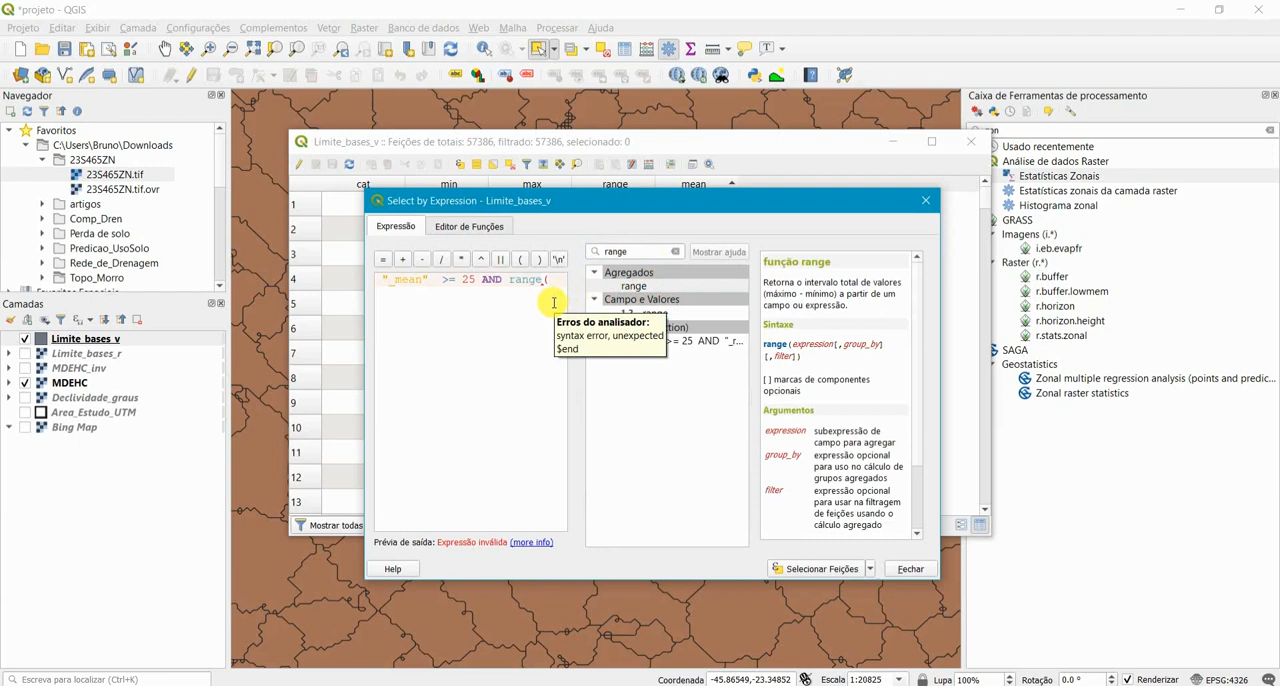 *projeto — QGIS
Projeto Editar Exibir Camada Configurações Complementos Vetor Raster Banco de dados Web Malha Processar Ajuda
Navegador
Favoritos
C:\Users\Bruno\Downloads
23S465ZN
23S465ZN.tif
23S465ZN.tif.ovr
artigos
Comp_Dren
Perda de solo
Predicao_UsoSolo
Rede_de_Drenagem
Topo_Morro
Camadas
Limite_bases_v
Limite_bases_r
MDEHC_inv
MDEHC
Declividade_graus
Area_Estudo_UTM
Bing Map
Limite_bases_v :: Feições de totais: 57386, filtrado: 57386, selecionado: 0
cat min max range mean
1
2
3
4
5
6
7
8
9
10
11
12
13
Mostrar todas
Select by Expression - Limite_bases_v
Expressão Editor de Funções
= + - / * ^ || ( ) '\n'
"_mean" >= 25 AND range(
range
Mostrar ajuda
Agregados
range
Campo e Valores
>= 25 AND "_r...
Erros do analisador:
syntax error, unexpected
$end
função range
Retorna o intervalo total de valores
(máximo - mínimo) a partir de um
campo ou expressão.
Sintaxe
range(expression[,group_by]
[,filter])
[ ] marcas de componentes
opcionais
Argumentos
expression subexpressão de
campo para agregar
group_by expressão opcional
para uso no cálculo de
grupos agregados
filter expressão opcional
para usar na filtragem
de feições usando o
cálculo agregado
Prévia de saída: Expressão inválida (more info)
Help
Selecionar Feições
Fechar
Caixa de Ferramentas de processamento
Usado recentemente
Análise de dados Raster
Estatísticas Zonais
Estatísticas zonais da camada raster
Histograma zonal
GRASS
Imagens (i.*)
i.eb.evapfr
Raster (r.*)
r.buffer
r.buffer.lowmem
r.horizon
r.horizon.height
r.stats.zonal
SAGA
Geostatistics
Zonal multiple regression analysis (points and predic...
Zonal raster statistics
Escreva para localizar (Ctrl+K)
Coordenada -45.86549,-23.34852 Escala 1:20825 Lupa 100% Rotação 0.0 ° Renderizar EPSG:4326